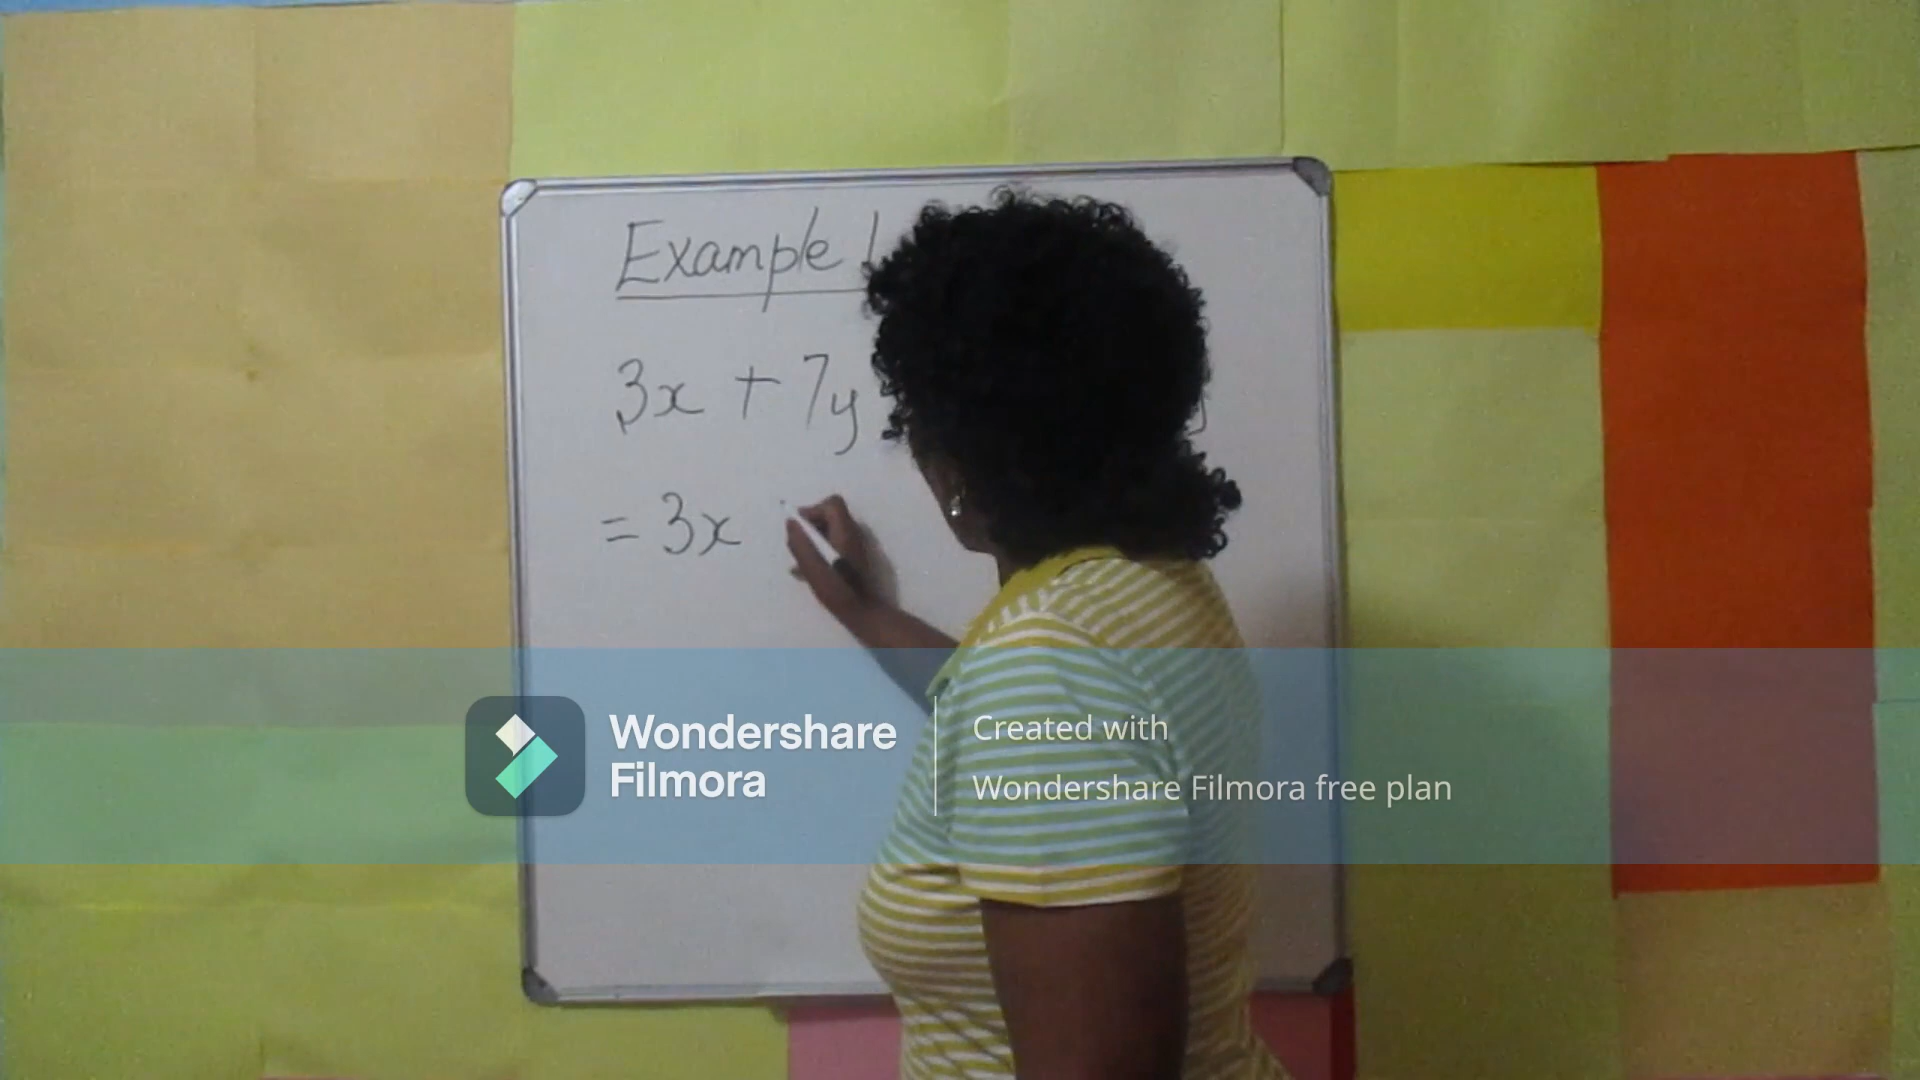 Example 1
3x + 7y
= 3x
Wondershare
Filmora
Created with
Wondershare Filmora free plan